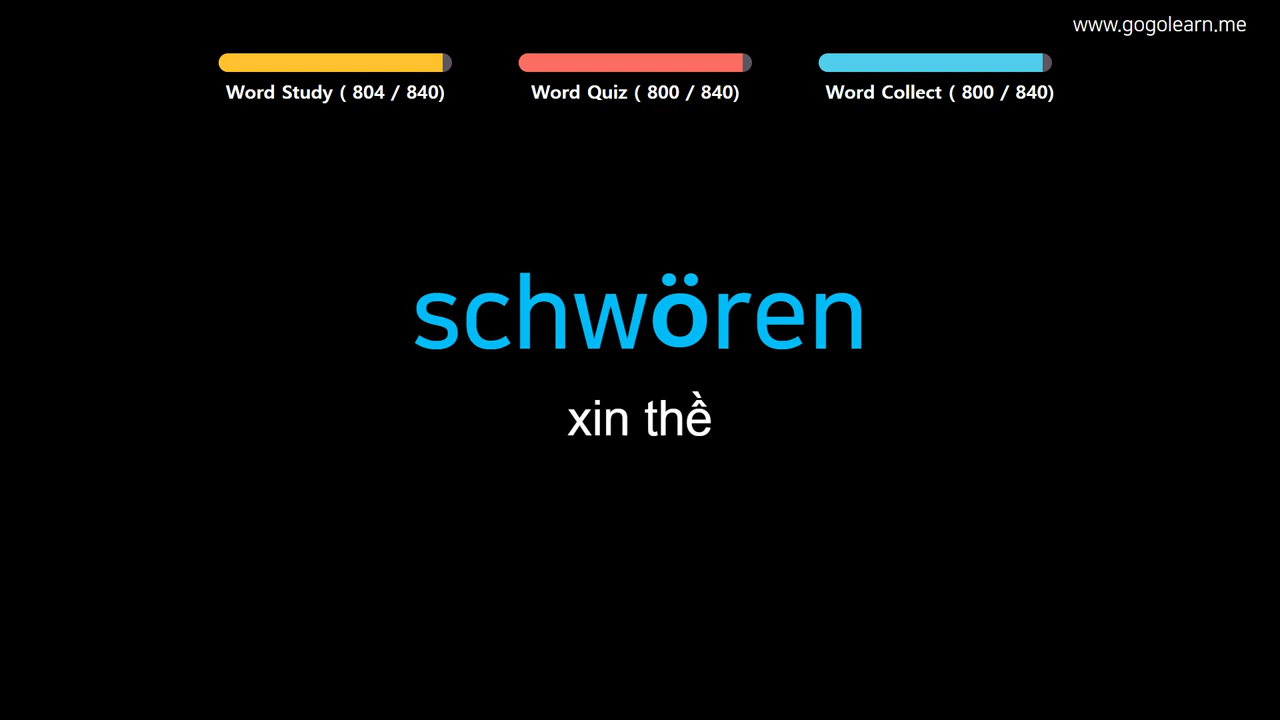 www.gogolearn.me
Word Study ( 804 / 840)
Word Quiz ( 800 / 840)
Word Collect ( 800 / 840)
schwören
xin thề